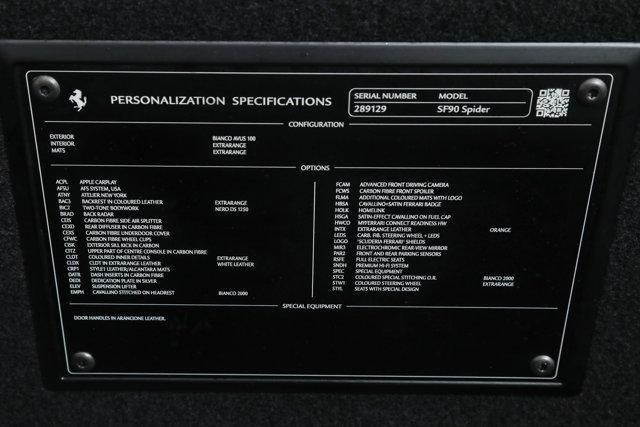 PERSONALIZATION SPECIFICATIONS
SERIAL NUMBER MODEL
289129 SF90 Spider
CONFIGURATION
EXTERIOR BIANCO AVUS 100
INTERIOR EXTRARANGE
MATS EXTRARANGE
OPTIONS
ACPL APPLE CARPLAY
AFSU AFS SYSTEM, USA
ATNY ATELIER NEW YORK
BAC3 BACKREST IN COLOURED LEATHER EXTRARANGE
BIC2 TWO-TONE BODYWORK NERO DS 1250
BRAD BACK RADAR
CEIS CARBON FIBRE SIDE AIR SPLITTER
CEXD REAR DIFFUSER IN CARBON FIBRE
CFIG CARBON FIBRE UNDERDOOR COVER
CFWC CARBON FIBRE WHEEL CUPS
CISK EXTERIOR SILL KICK IN CARBON
CITZ UPPER PART OF CENTRE CONSOLE IN CARBON FIBRE
CLDT COLOURED INNER DETAILS EXTRARANGE
CLDX CLDT IN EXTRARANGE LEATHER WHITE LEATHER
CRP1 STYLE1 LEATHER/ALCANTARA MATS
DATR DASH INSERTS IN CARBON FIBRE
DEDI DEDICATION PLATE IN SILVER
ELEV SUSPENSION LIFTER
EMPH CAVALLINO STITCHED ON HEADREST BIANCO 2000
FCAM ADVANCED FRONT DRIVING CAMERA
FCWS CARBON FIBRE FRONT SPOILER
FLMA ADDITIONAL COLOURED MATS WITH LOGO
HBSA CAVALLINO+SATIN FERRARI BADGE
HOLK HOMELINK
HSGA SATIN-EFFECT CAVALLINO ON FUEL CAP
HWCO MYFERRARI CONNECT READINESS HW
INTX EXTRARANGE LEATHER ORANGE
LEDS CARB. FIB. STEERING WHEEL + LEDS
LOGO "SCUDERIA FERRARI" SHIELDS
MIR3 ELECTROCHROMIC REAR VIEW MIRROR
PAR2 FRONT AND REAR PARKING SENSORS
RSFE FULL ELECTRIC SEATS
SNDH PREMIUM HI-FI SYSTEM
SPEC SPECIAL EQUIPMENT
STC2 COLOURED SPECIAL STITCHING O.R. BIANCO 2000
STW1 COLOURED STEERING WHEEL EXTRARANGE
STYL SEATS WITH SPECIAL DESIGN
SPECIAL EQUIPMENT
DOOR HANDLES IN ARANCIONE LEATHER.